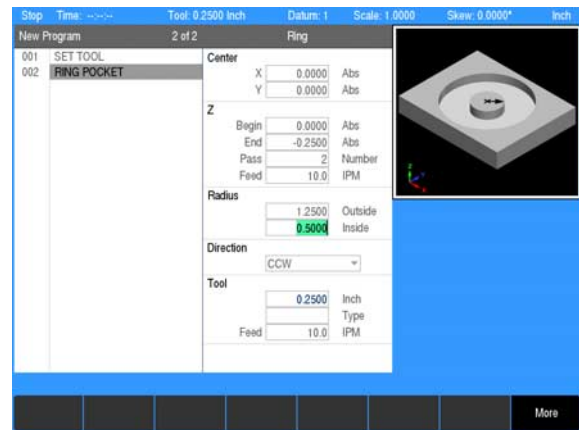 Stop Time: --:--:-- Tool: 0.2500 Inch Datum: 1 Scale: 1.0000 Skew: 0.0000° Inch
New Program 2 of 2 Ring
001 SET TOOL
002 RING POCKET
Center
X 0.0000 Abs
Y 0.0000 Abs
Z
Begin 0.0000 Abs
End -0.2500 Abs
Pass 2 Number
Feed 10.0 IPM
Radius
1.2500 Outside
0.5000 Inside
Direction
CCW
Tool
0.2500 Inch
Type
Feed 10.0 IPM
More